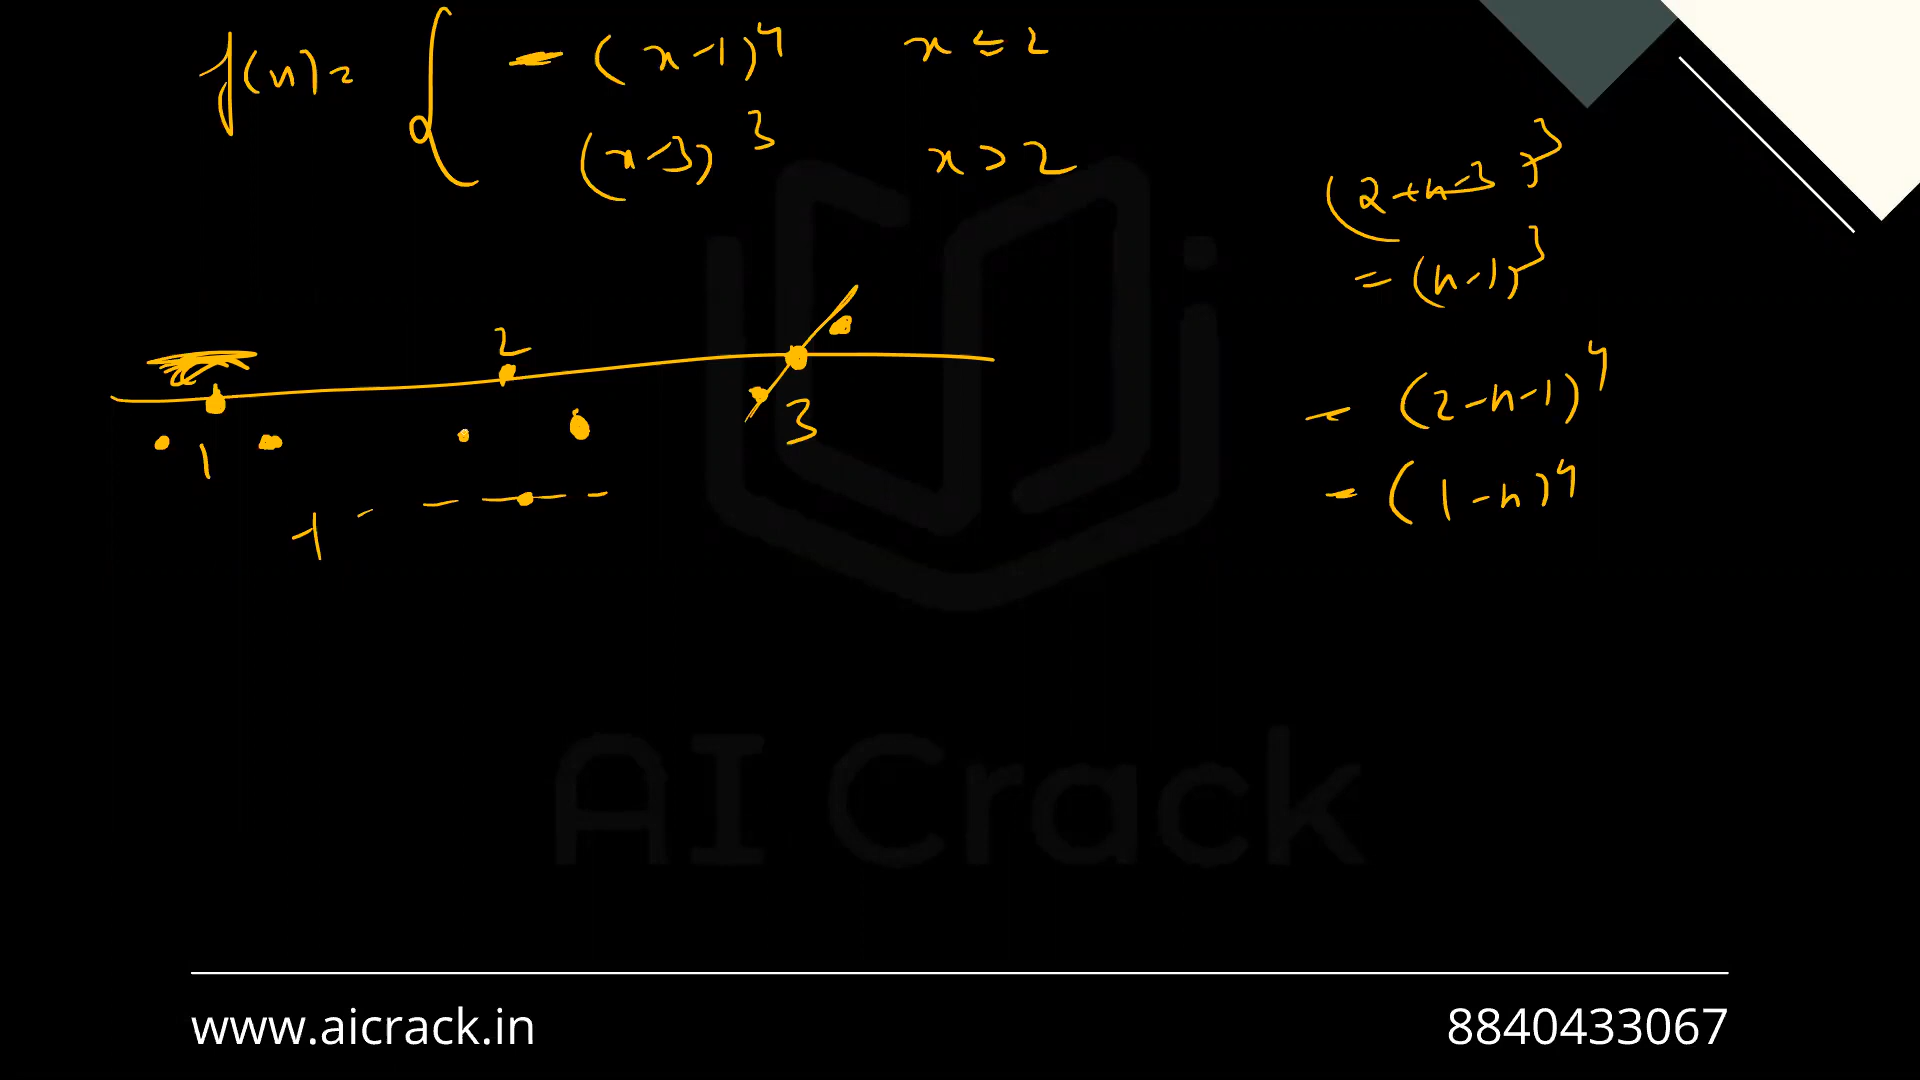 f(x) = { - (x-1)^4 x ≤ 2
(x-3)^3 x > 2
(2+h-3)^3
= (h-1)^3
2
3
1
-1
- (2-h-1)^4
- (1-h)^4
AI Crack
www.aicrack.in
8840433067